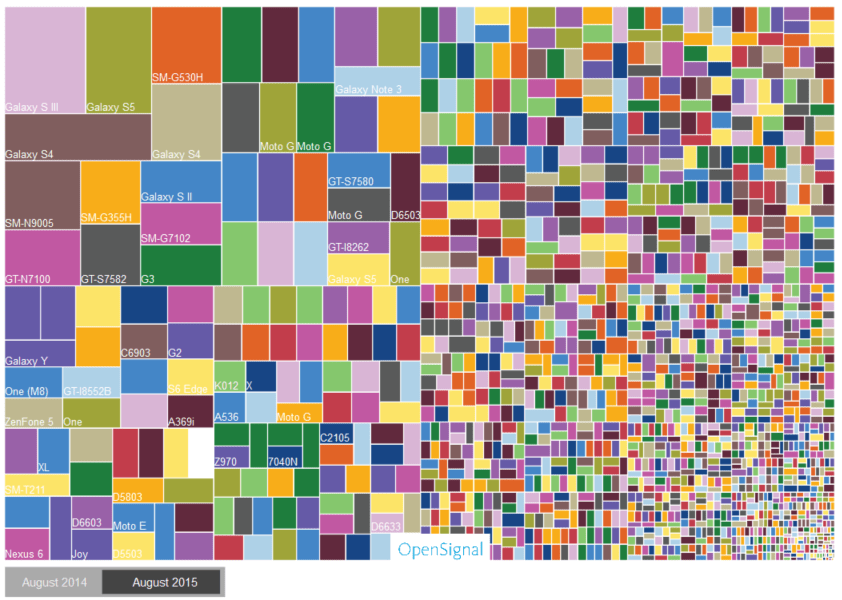 Galaxy S III
Galaxy S5
SM-G530H
Galaxy Note 3
Galaxy S4
Galaxy S4
Moto G
Moto G
SM-N9005
SM-G355H
Galaxy S II
GT-S7580
SM-G7102
Moto G
D6503
GT-I8262
GT-N7100
GT-S7582
G3
Galaxy S5
One
Galaxy Y
C6903
G2
One (M8)
GT-I8552B
S6 Edge
K012
X
ZenFone 5
One
A369i
A536
Moto G
XL
Z970
7040N
C2105
SM-T211
D5803
D6603
Moto E
D6633
Nexus 6
Joy
D5503
OpenSignal
August 2014
August 2015